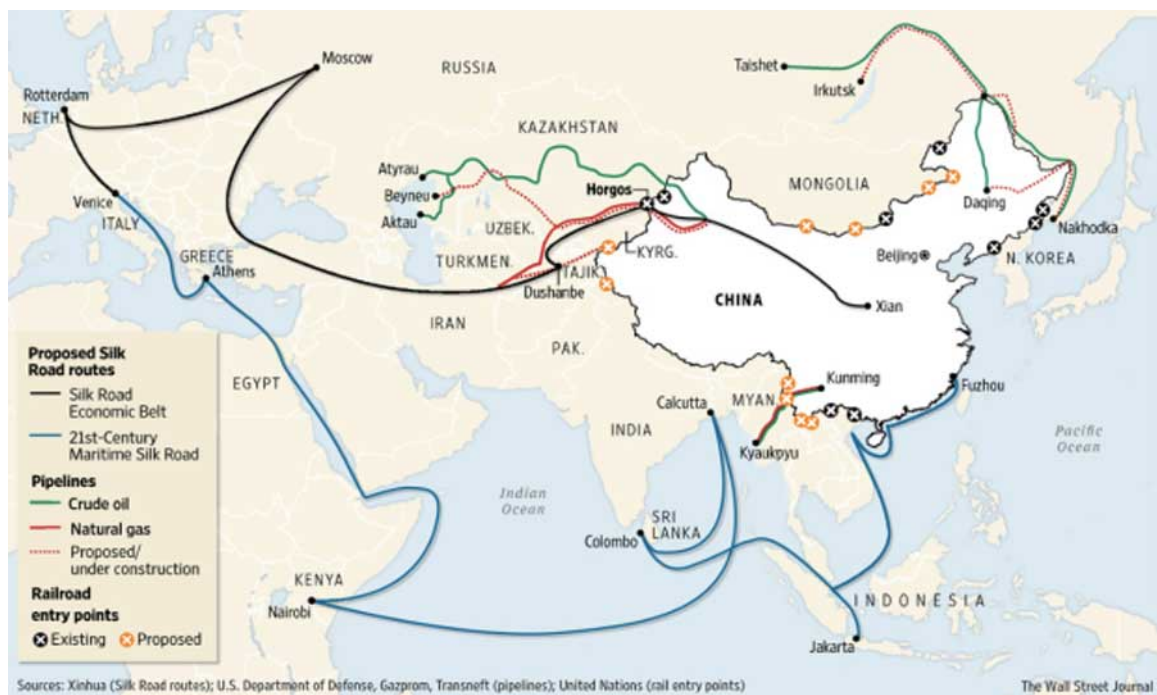 Moscow
RUSSIA
Taishet
Irkutsk
Rotterdam
NETH.
KAZAKHSTAN
Atyrau
Beyneu
Aktau
Horgos
MONGOLIA
Daqing
Nakhodka
Venice
ITALY
UZBEK.
GREECE
Athens
TURKMEN.
KYRG.
TAJIK.
Dushanbe
Beijing
N. KOREA
CHINA
Xian
IRAN
PAK.
EGYPT
Calcutta
MYAN.
Kunming
Fuzhou
INDIA
Kyaukpyu
Pacific
Ocean
Indian
Ocean
SRI
LANKA
Colombo
KENYA
Nairobi
INDONESIA
Jakarta
Proposed Silk
Road routes
Silk Road
Economic Belt
21st-Century
Maritime Silk Road
Pipelines
Crude oil
Natural gas
Proposed/
under construction
Railroad
entry points
Existing
Proposed
Sources: Xinhua (Silk Road routes); U.S. Department of Defense, Gazprom, Transneft (pipelines); United Nations (rail entry points)
The Wall Street Journal